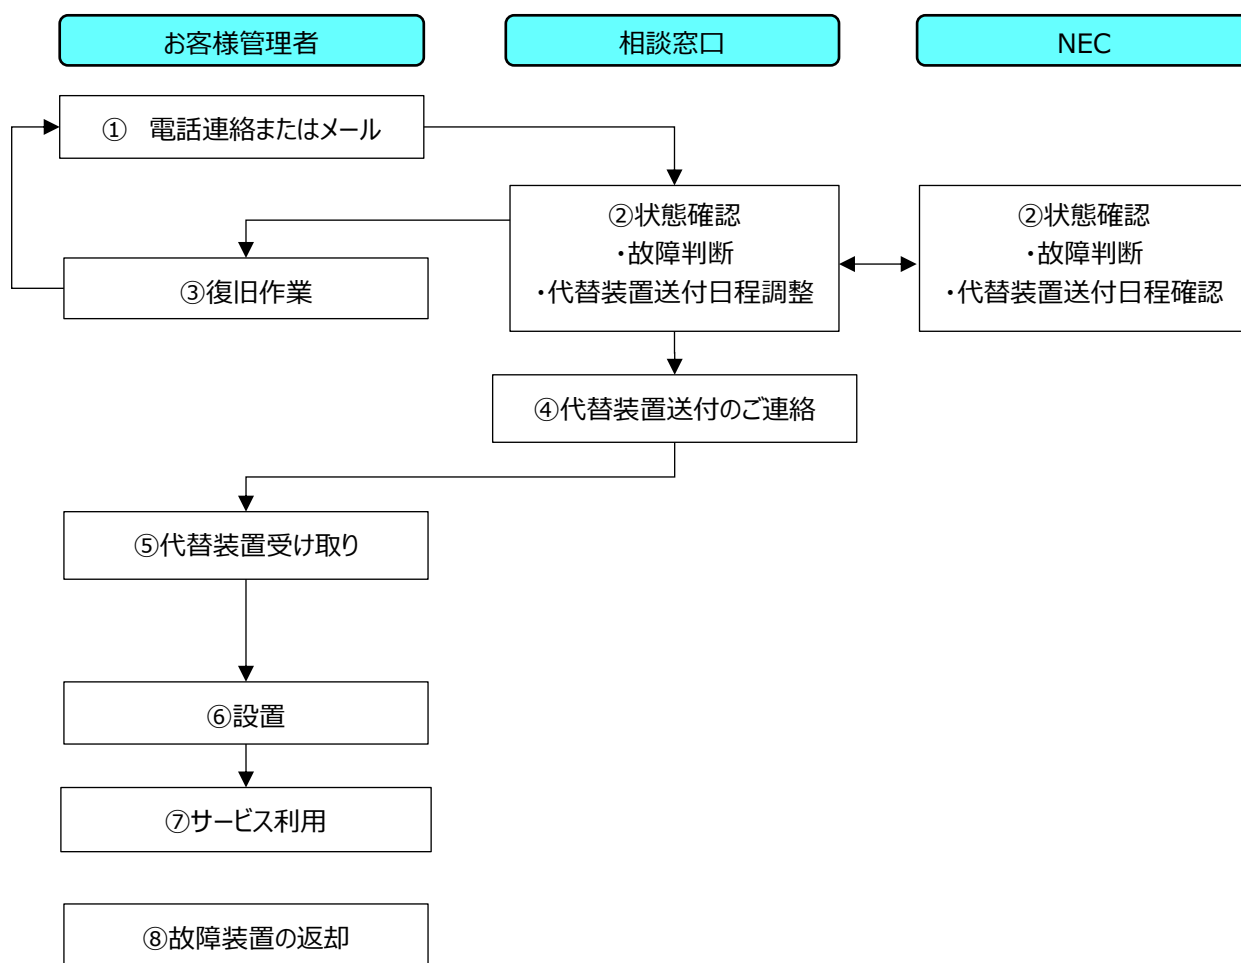 お客様管理者
相談窓口
NEC
① 電話連絡またはメール
②状態確認
・故障判断
・代替装置送付日程調整
②状態確認
・故障判断
・代替装置送付日程確認
③復旧作業
④代替装置送付のご連絡
⑤代替装置受け取り
⑥設置
⑦サービス利用
⑧故障装置の返却